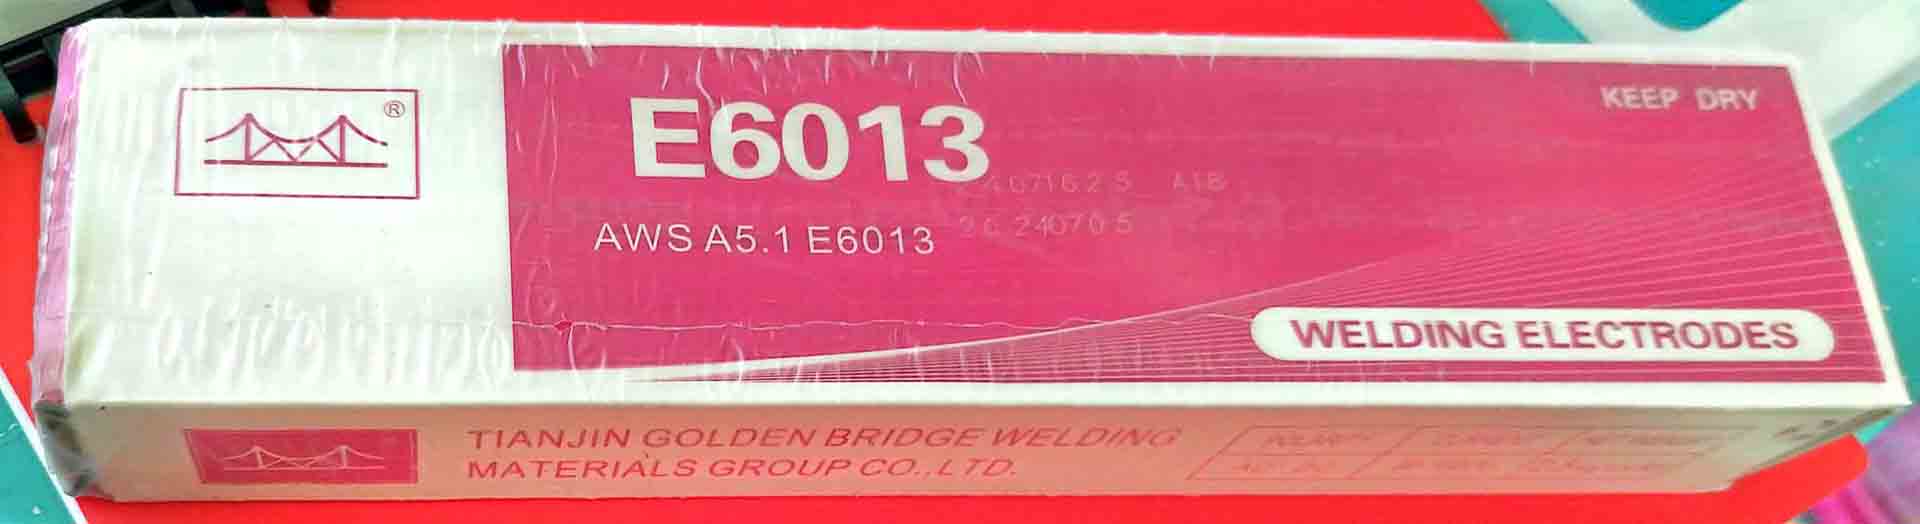 ®
E6013
KEEP DRY
AWS A5.1 E6013
WELDING ELECTRODES
TIANJIN GOLDEN BRIDGE WELDING
MATERIALS GROUP CO.,LTD.